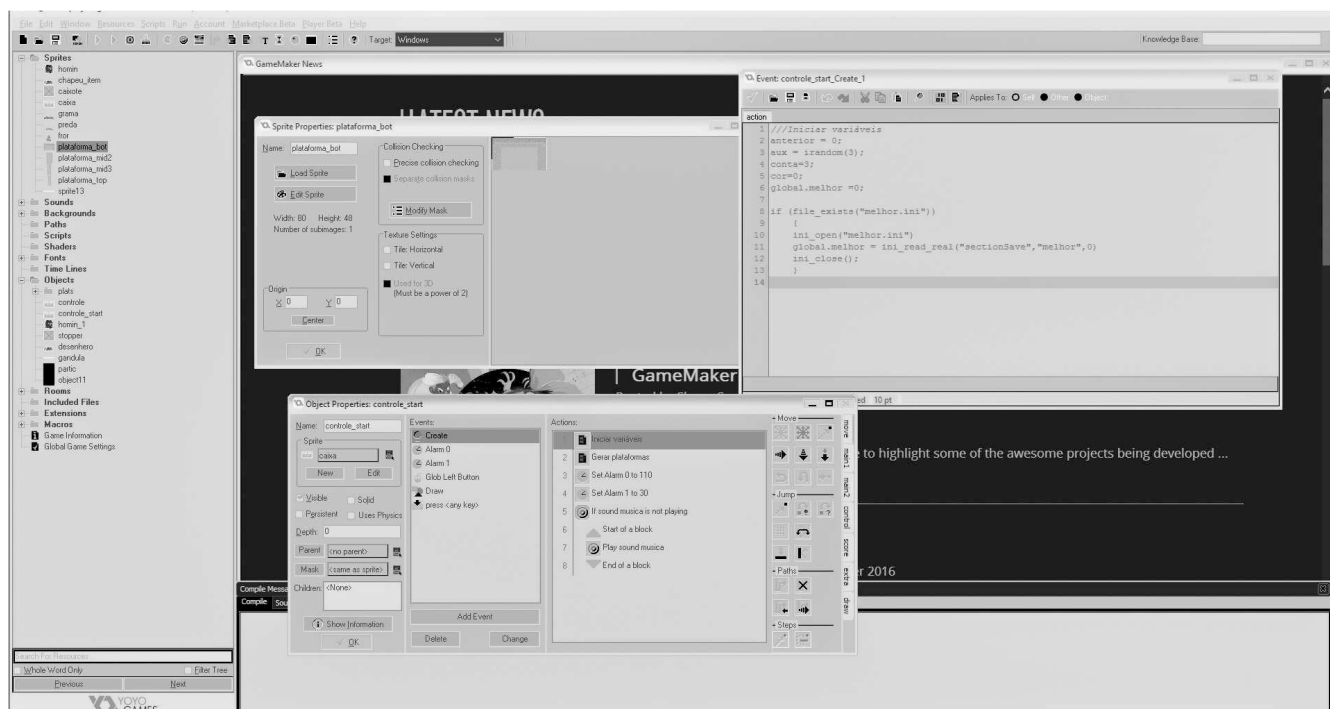 File Edit Window Resources Scripts Run Account Marketplace Beta Player Beta Help
Target: Windows
Knowledge Base:
Sprites
homin
chapeu_item
caixote
caixa
grama
preda
fror
plataforma_bot
plataforma_mid2
plataforma_mid3
plataforma_top
sprite13
Sounds
Backgrounds
Paths
Scripts
Shaders
Fonts
Time Lines
Objects
plats
controle
controle_start
homin_1
stopper
desenhero
gandula
partic
object11
Rooms
Included Files
Extensions
Macros
Game Information
Global Game Settings
Search For Resources
Whole Word Only
Filter Tree
Previous
Next
YOYO
GAMES
GameMaker News
LATEST NEWS
Sprite Properties: plataforma_bot
Name: plataforma_bot
Load Sprite
Edit Sprite
Width: 80 Height: 48
Number of subimages: 1
Origin
X 0 Y 0
Center
OK
Collision Checking
Precise collision checking
Separate collision masks
Modify Mask
Texture Settings
Tile: Horizontal
Tile: Vertical
Used for 3D
(Must be a power of 2)
Event: controle_start_Create_1
Applies To: Self Other Object:
action
1 ///Iniciar variáveis
2 anterior = 0;
3 aux = irandom(3);
4 conta=3;
5 cor=0;
6 global.melhor =0;
7
8 if (file_exists("melhor.ini"))
9 {
10 ini_open("melhor.ini")
11 global.melhor = ini_read_real("sectionSave","melhor",0)
12 ini_close();
13 }
14
10 pt
| GameMaker
to highlight some of the awesome projects being developed ...
2016
Compile
Object Properties: controle_start
Name: controle_start
Sprite
caixa
New
Edit
Visible
Solid
Persistent
Uses Physics
Depth: 0
Parent <no parent>
Mask <same as sprite>
Children: <None>
Show Information
OK
Events:
Create
Alarm 0
Alarm 1
Glob Left Button
Draw
press <any key>
Add Event
Delete
Change
Actions:
1 Iniciar variáveis
2 Gerar plataformas
3 Set Alarm 0 to 110
4 Set Alarm 1 to 30
5 If sound musica is not playing
6 Start of a block
7 Play sound musica
8 End of a block
Move
Jump
Paths
Steps
move
main1
main2
control
score
extra
draw